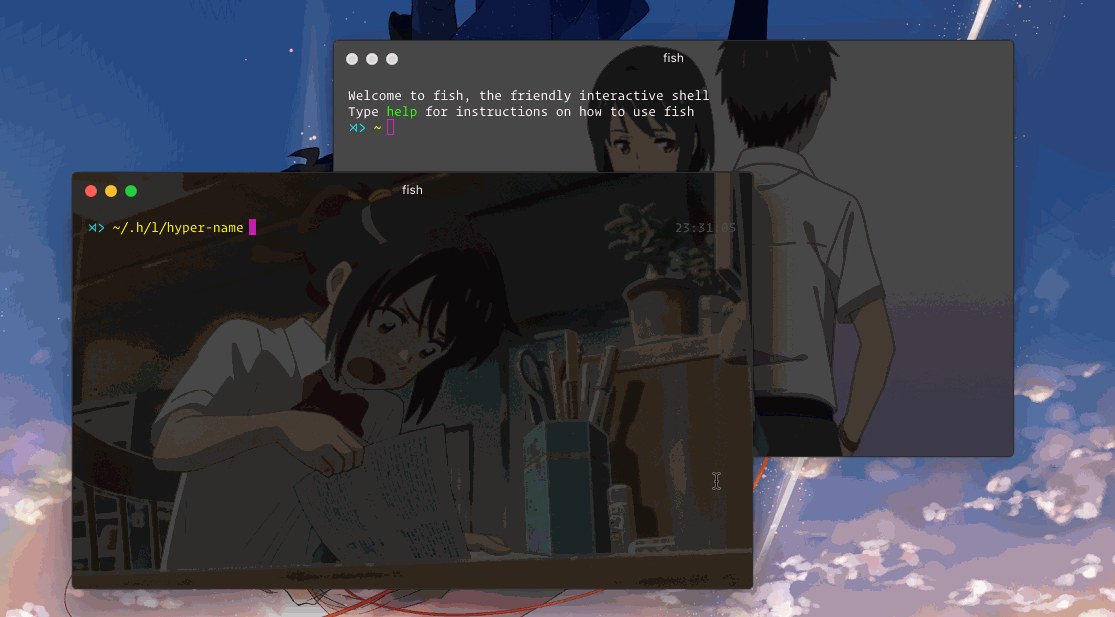 fish
Welcome to fish, the friendly interactive shell
Type help for instructions on how to use fish
⋊> ~
fish
⋊> ~/.h/l/hyper-name 23:31:05